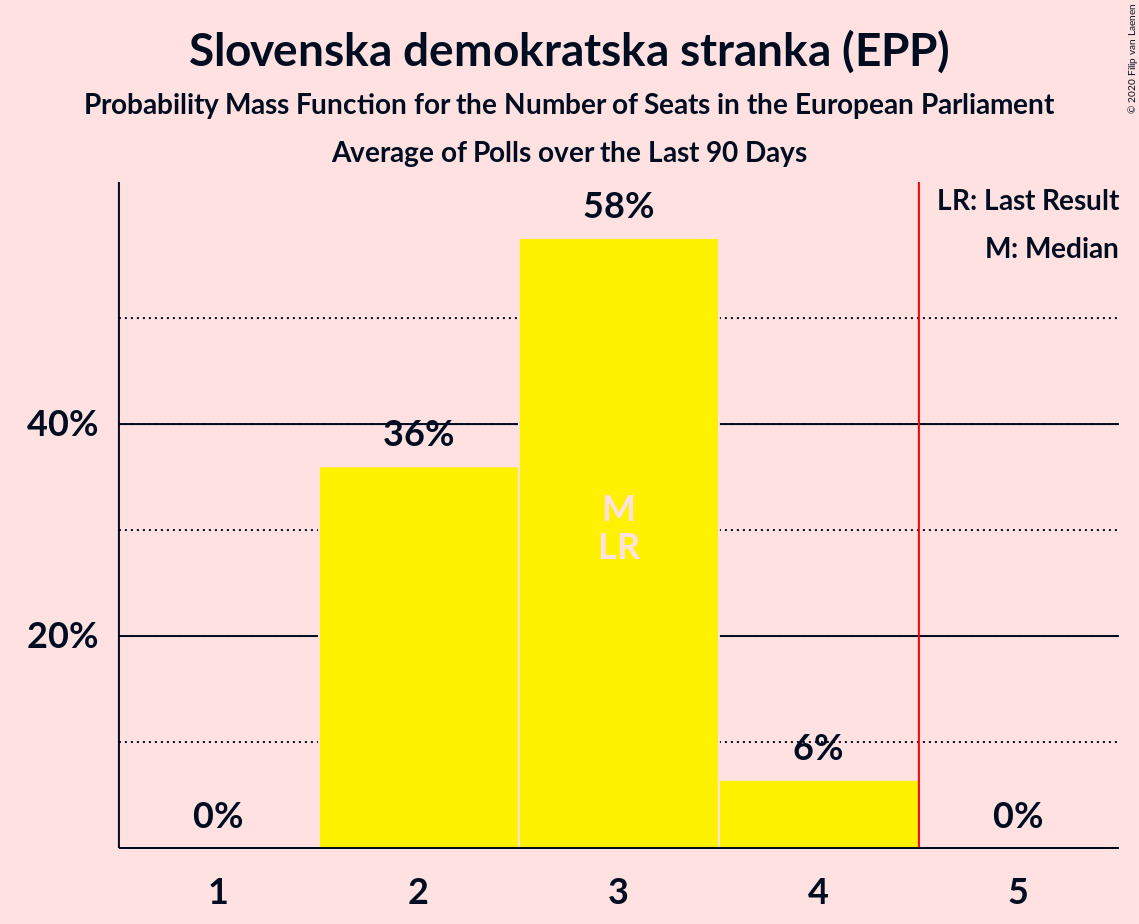 Slovenska demokratska stranka (EPP)
Probability Mass Function for the Number of Seats in the European Parliament
Average of Polls over the Last 90 Days
© 2020 Filip van Laenen
LR: Last Result
M: Median
58%
40%
36%
M
LR
20%
6%
0%
0%
1 2 3 4 5